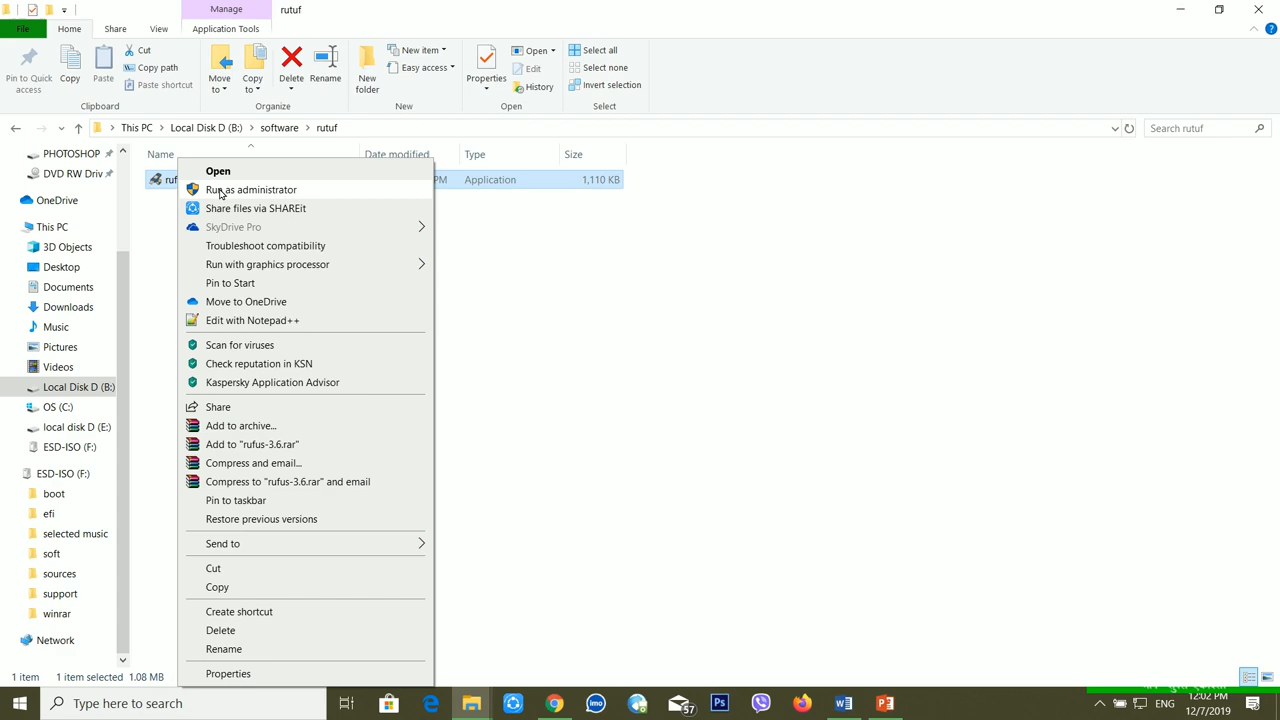 Manage
rutuf
File
Home
Share
View
Application Tools
Pin to Quick access
Copy
Paste
Cut
Copy path
Paste shortcut
Clipboard
Move to
Copy to
Delete
Rename
Organize
New folder
New item
Easy access
New
Properties
Open
Edit
History
Open
Select all
Select none
Invert selection
Select
This PC
Local Disk D (B:)
software
rutuf
Search rutuf
Name
Date modified
Type
Size
ruf
PM
Application
1,110 KB
PHOTOSHOP
DVD RW Driv
OneDrive
This PC
3D Objects
Desktop
Documents
Downloads
Music
Pictures
Videos
Local Disk D (B:)
OS (C:)
local disk D (E:)
ESD-ISO (F:)
ESD-ISO (F:)
boot
efi
selected music
soft
sources
support
winrar
Network
Open
Run as administrator
Share files via SHAREit
SkyDrive Pro
Troubleshoot compatibility
Run with graphics processor
Pin to Start
Move to OneDrive
Edit with Notepad++
Scan for viruses
Check reputation in KSN
Kaspersky Application Advisor
Share
Add to archive...
Add to "rufus-3.6.rar"
Compress and email...
Compress to "rufus-3.6.rar" and email
Pin to taskbar
Restore previous versions
Send to
Cut
Copy
Create shortcut
Delete
Rename
Properties
1 item
1 item selected
1.08 MB
Type here to search
imo
57
Ps
ENG
12:02 PM
12/7/2019